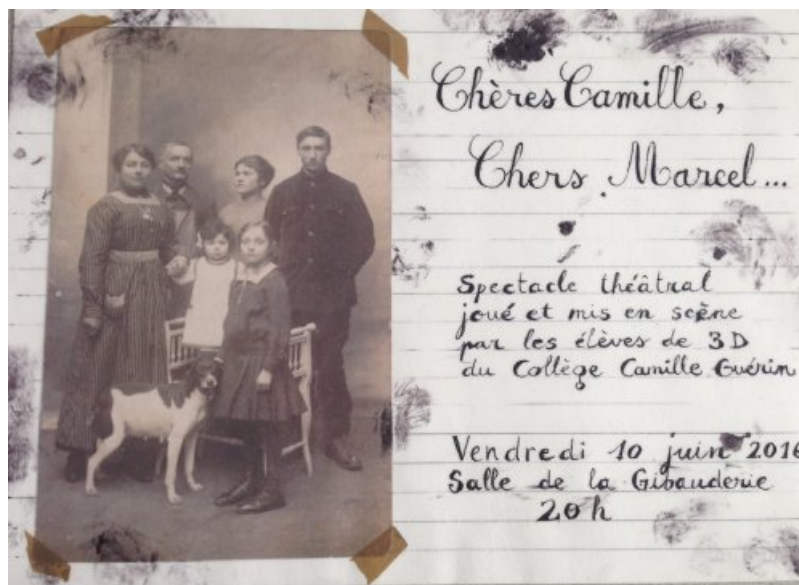 Chères Camille,
Chers Marcel...
Spectacle théâtral
joué et mis en scène
par les élèves de 3D
du Collège Camille Guérin
Vendredi 10 juin 2016
Salle de la Gibauderie
20h